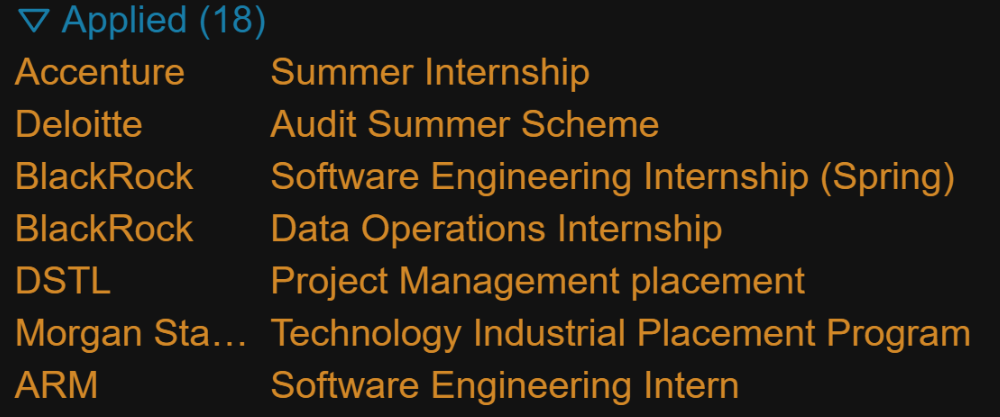 ▽ Applied (18)
Accenture Summer Internship
Deloitte Audit Summer Scheme
BlackRock Software Engineering Internship (Spring)
BlackRock Data Operations Internship
DSTL Project Management placement
Morgan Sta... Technology Industrial Placement Program
ARM Software Engineering Intern